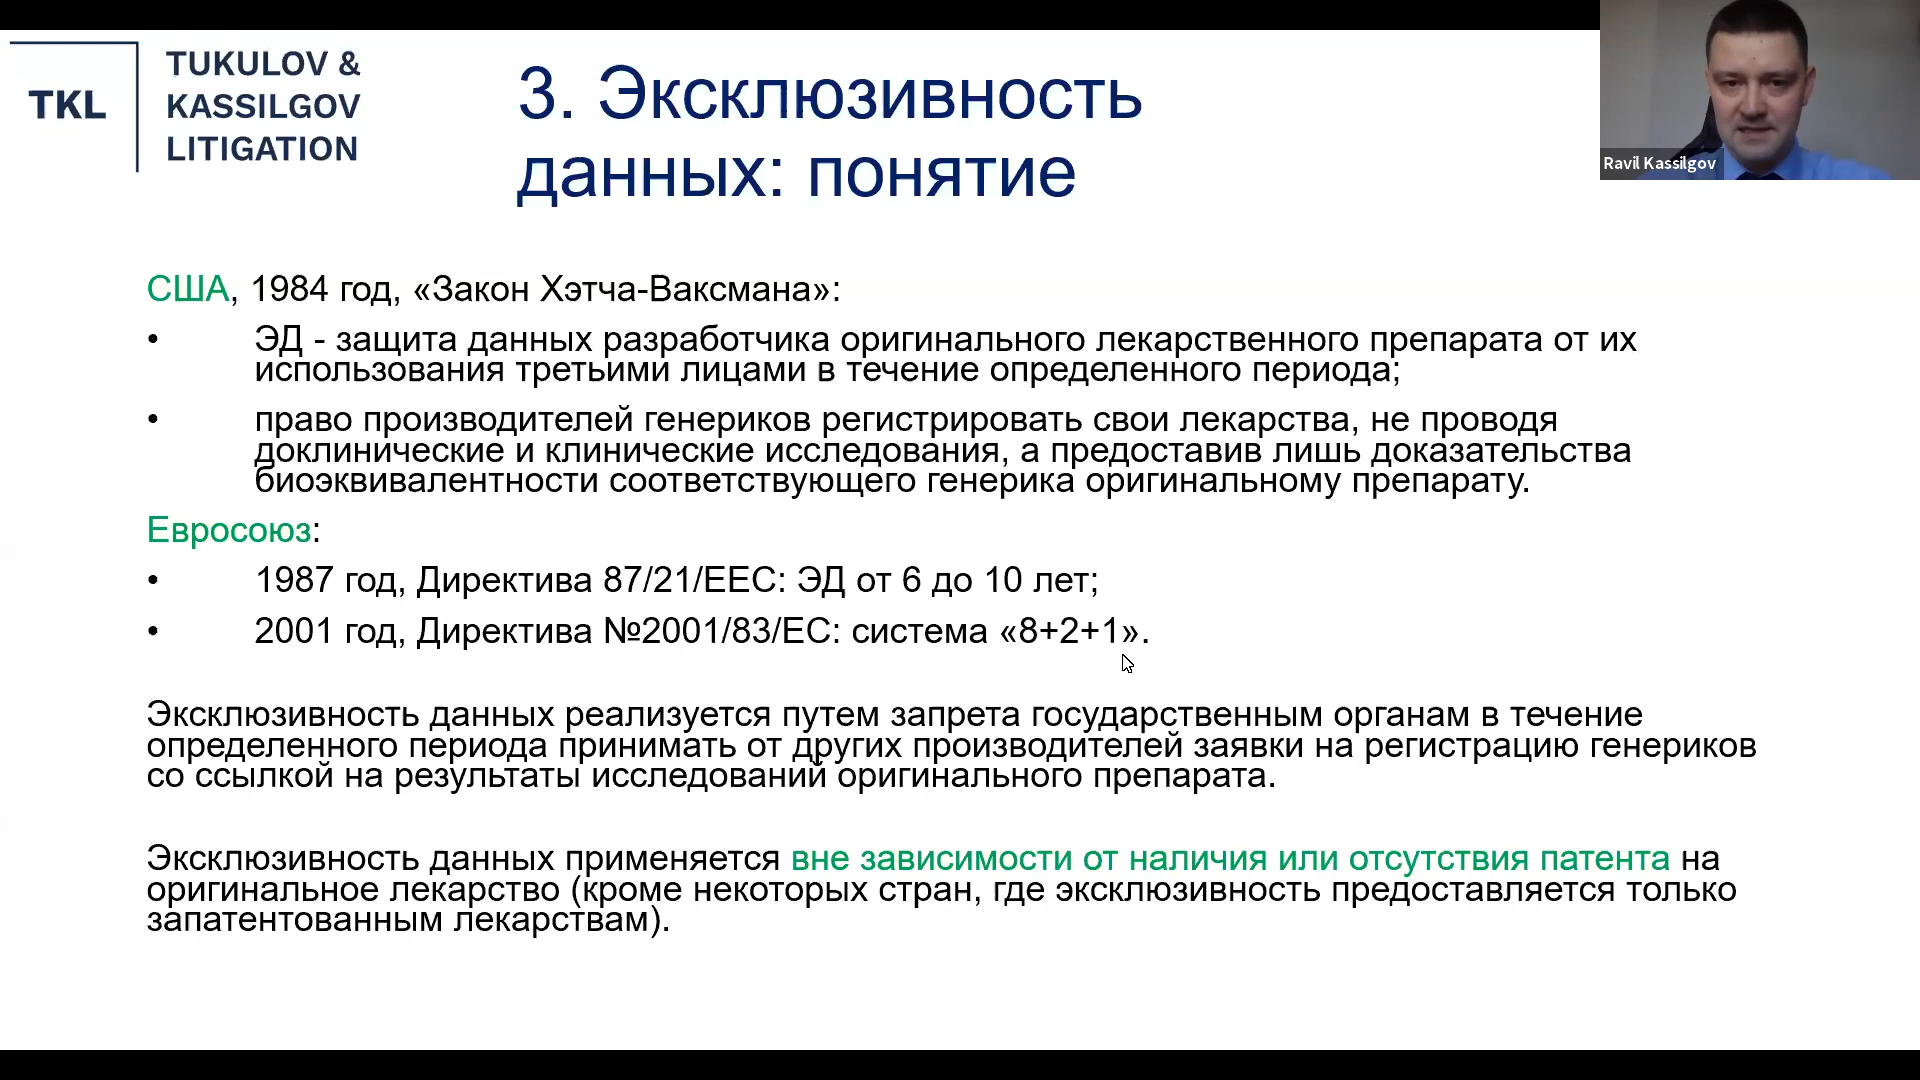 TKL
TUKULOV &
KASSILGOV
LITIGATION
3. Эксклюзивность
данных: понятие
Ravil Kassilgov
США, 1984 год, «Закон Хэтча-Ваксмана»:
• ЭД - защита данных разработчика оригинального лекарственного препарата от их
использования третьими лицами в течение определенного периода;
• право производителей генериков регистрировать свои лекарства, не проводя
доклинические и клинические исследования, а предоставив лишь доказательства
биоэквивалентности соответствующего генерика оригинальному препарату.
Евросоюз:
• 1987 год, Директива 87/21/EEC: ЭД от 6 до 10 лет;
• 2001 год, Директива №2001/83/ЕС: система «8+2+1».
Эксклюзивность данных реализуется путем запрета государственным органам в течение
определенного периода принимать от других производителей заявки на регистрацию генериков
со ссылкой на результаты исследований оригинального препарата.
Эксклюзивность данных применяется вне зависимости от наличия или отсутствия патента на
оригинальное лекарство (кроме некоторых стран, где эксклюзивность предоставляется только
запатентованным лекарствам).